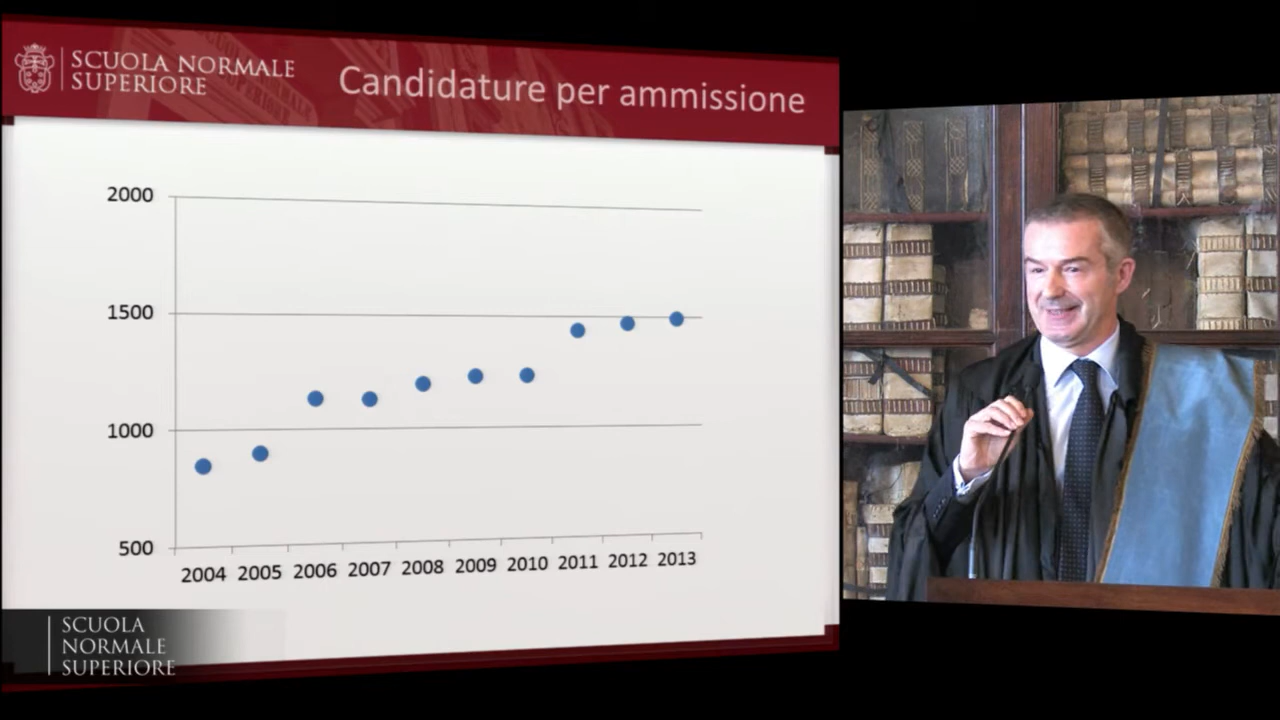 SCUOLA NORMALE
SUPERIORE
Candidature per ammissione
2000
1500
1000
500
2004 2005 2006 2007 2008 2009 2010 2011 2012 2013
SCUOLA
NORMALE
SUPERIORE